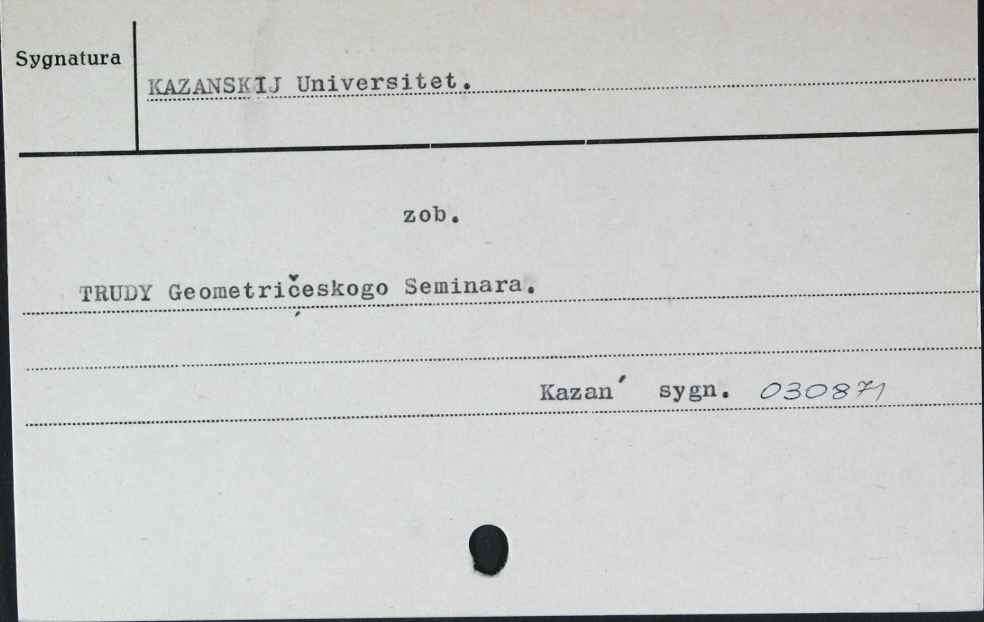 Sygnatura
KAZANSKIJ Universitet.
zob.
TRUDY Geometričeskogo Seminara.
Kazan´ sygn. 030871